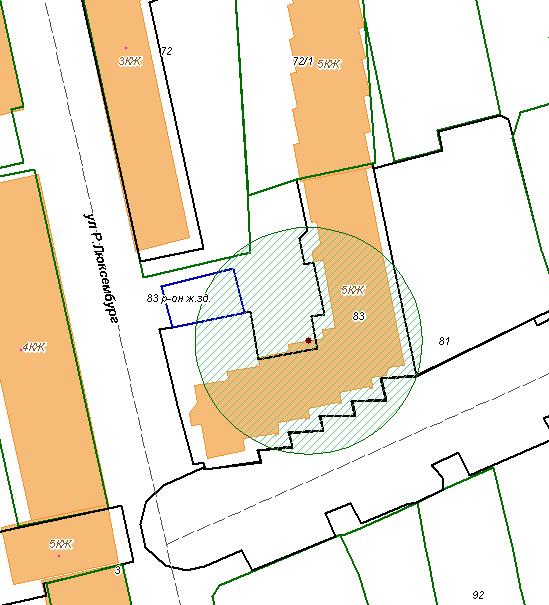 72
3КЖ
72/1
5КЖ
ул Р.Люксембург
83 р-он ж.зд.
5КЖ
83
81
4КЖ
5КЖ
3
92